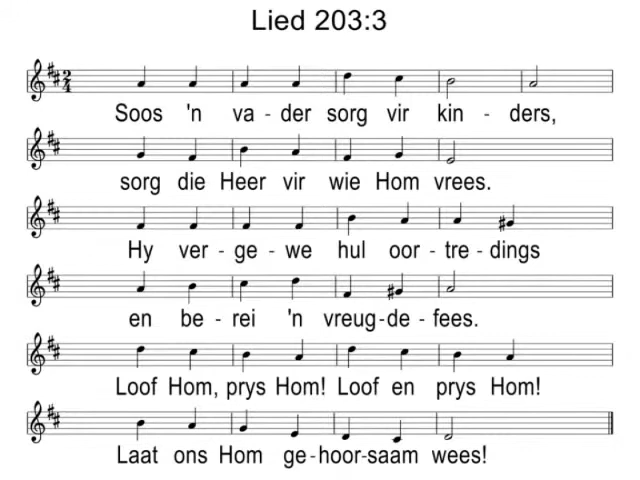 Lied 203:3
Soos 'n va - der sorg vir kin - ders,
sorg die Heer vir wie Hom vrees.
Hy ver - ge - we hul oor - tre - dings
en be - rei 'n vreug - de - fees.
Loof Hom, prys Hom! Loof en prys Hom!
Laat ons Hom ge - hoor - saam wees!